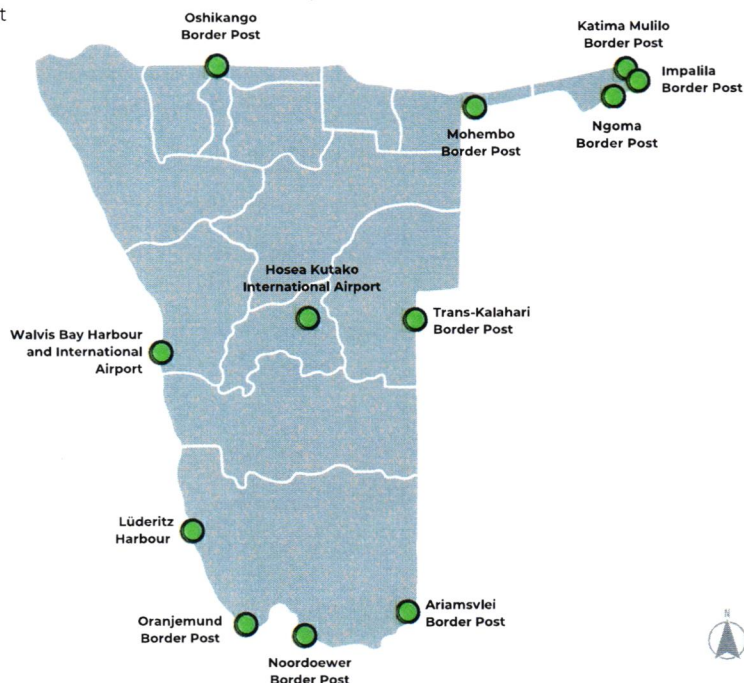 t
Oshikango
Border Post
Katima Mulilo
Border Post
Impalila
Border Post
Ngoma
Border Post
Mohembo
Border Post
Hosea Kutako
International Airport
Trans-Kalahari
Border Post
Walvis Bay Harbour
and International
Airport
Lüderitz
Harbour
Ariamsvlei
Border Post
Oranjemund
Border Post
Noordoewer
Border Post
N